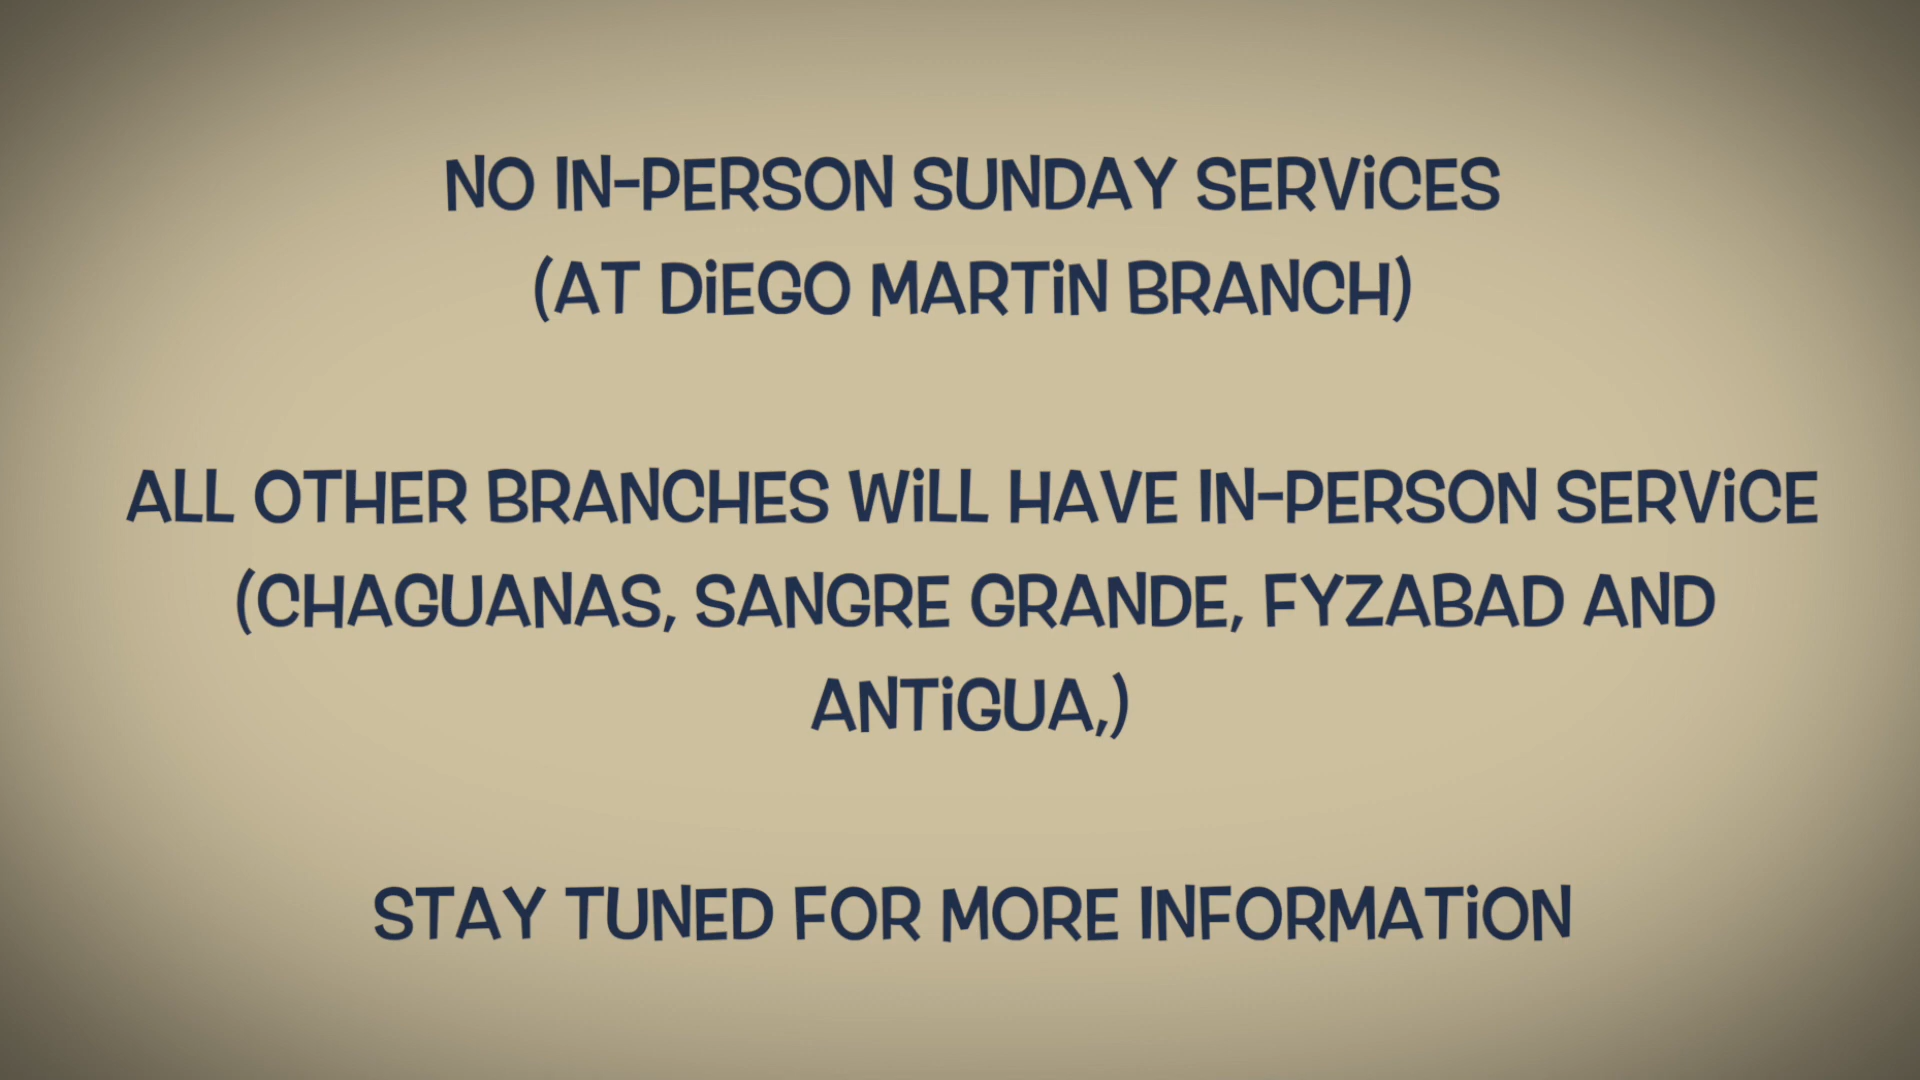 NO IN-PERSON SUNDAY SERVICES
(AT DIEGO MARTIN BRANCH)
ALL OTHER BRANCHES WILL HAVE IN-PERSON SERVICE
(CHAGUANAS, SANGRE GRANDE, FYZABAD AND
ANTIGUA,)
STAY TUNED FOR MORE INFORMATION